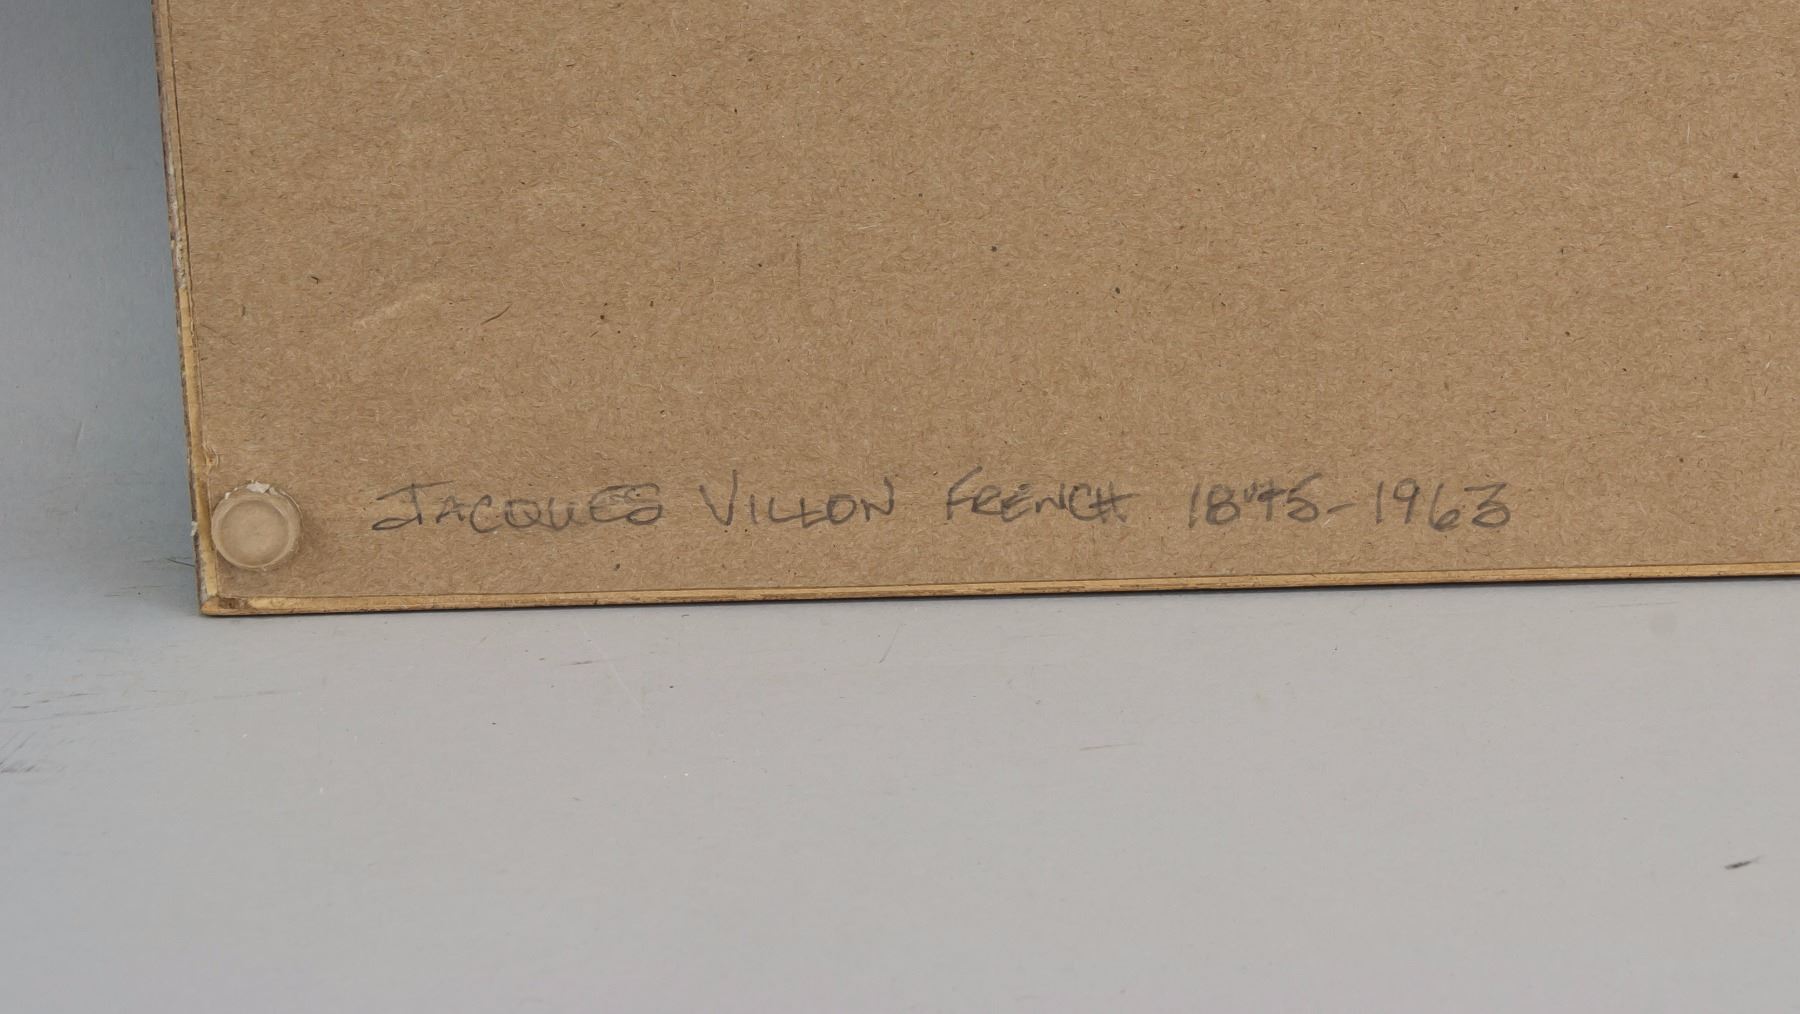 JACQUES VILLON FRENCH 1875-1963